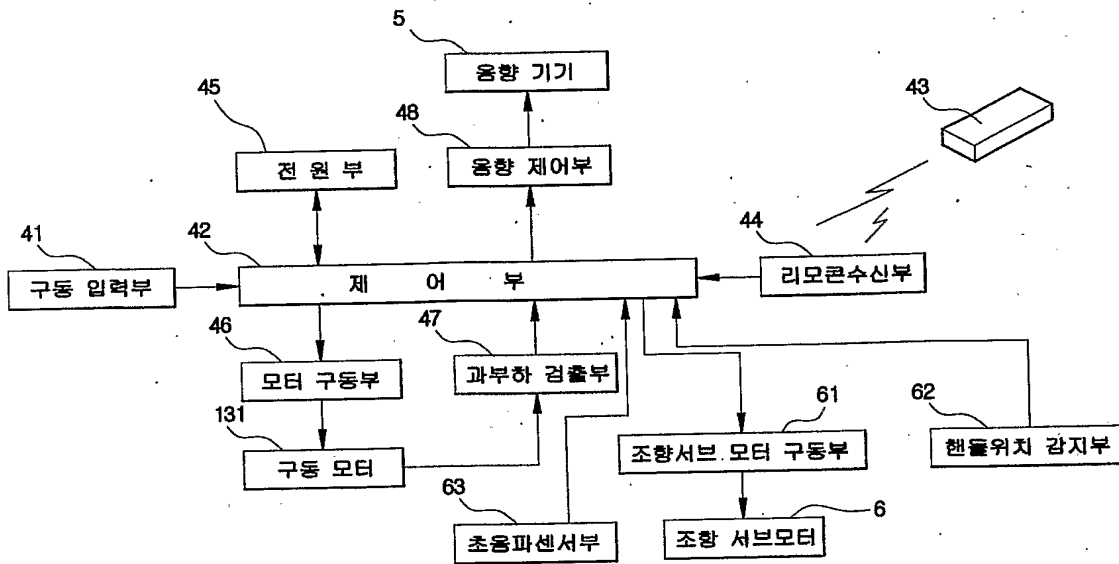 5
음향 기기
45
48
43
전 원 부
음향 제어부
41
42
44
구동 입력부
제 어 부
리모콘수신부
46
47
모터 구동부
과부하 검출부
131
61
62
구동 모터
조향서브 모터 구동부
핸들위치 감지부
63
6
초음파센서부
조향 서브모터